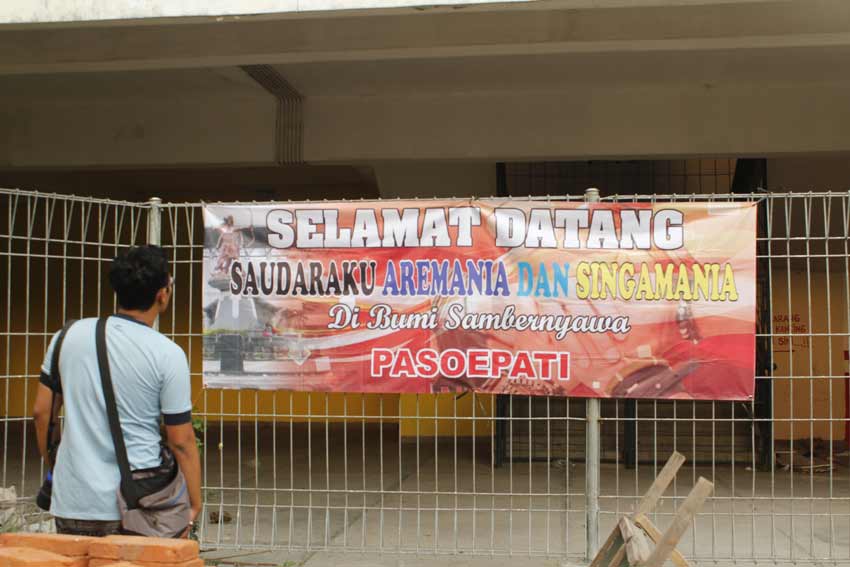 SELAMAT DATANG
SAUDARAKU AREMANIA DAN SINGAMANIA
Di Bumi Sambernyawa
PASOEPATI